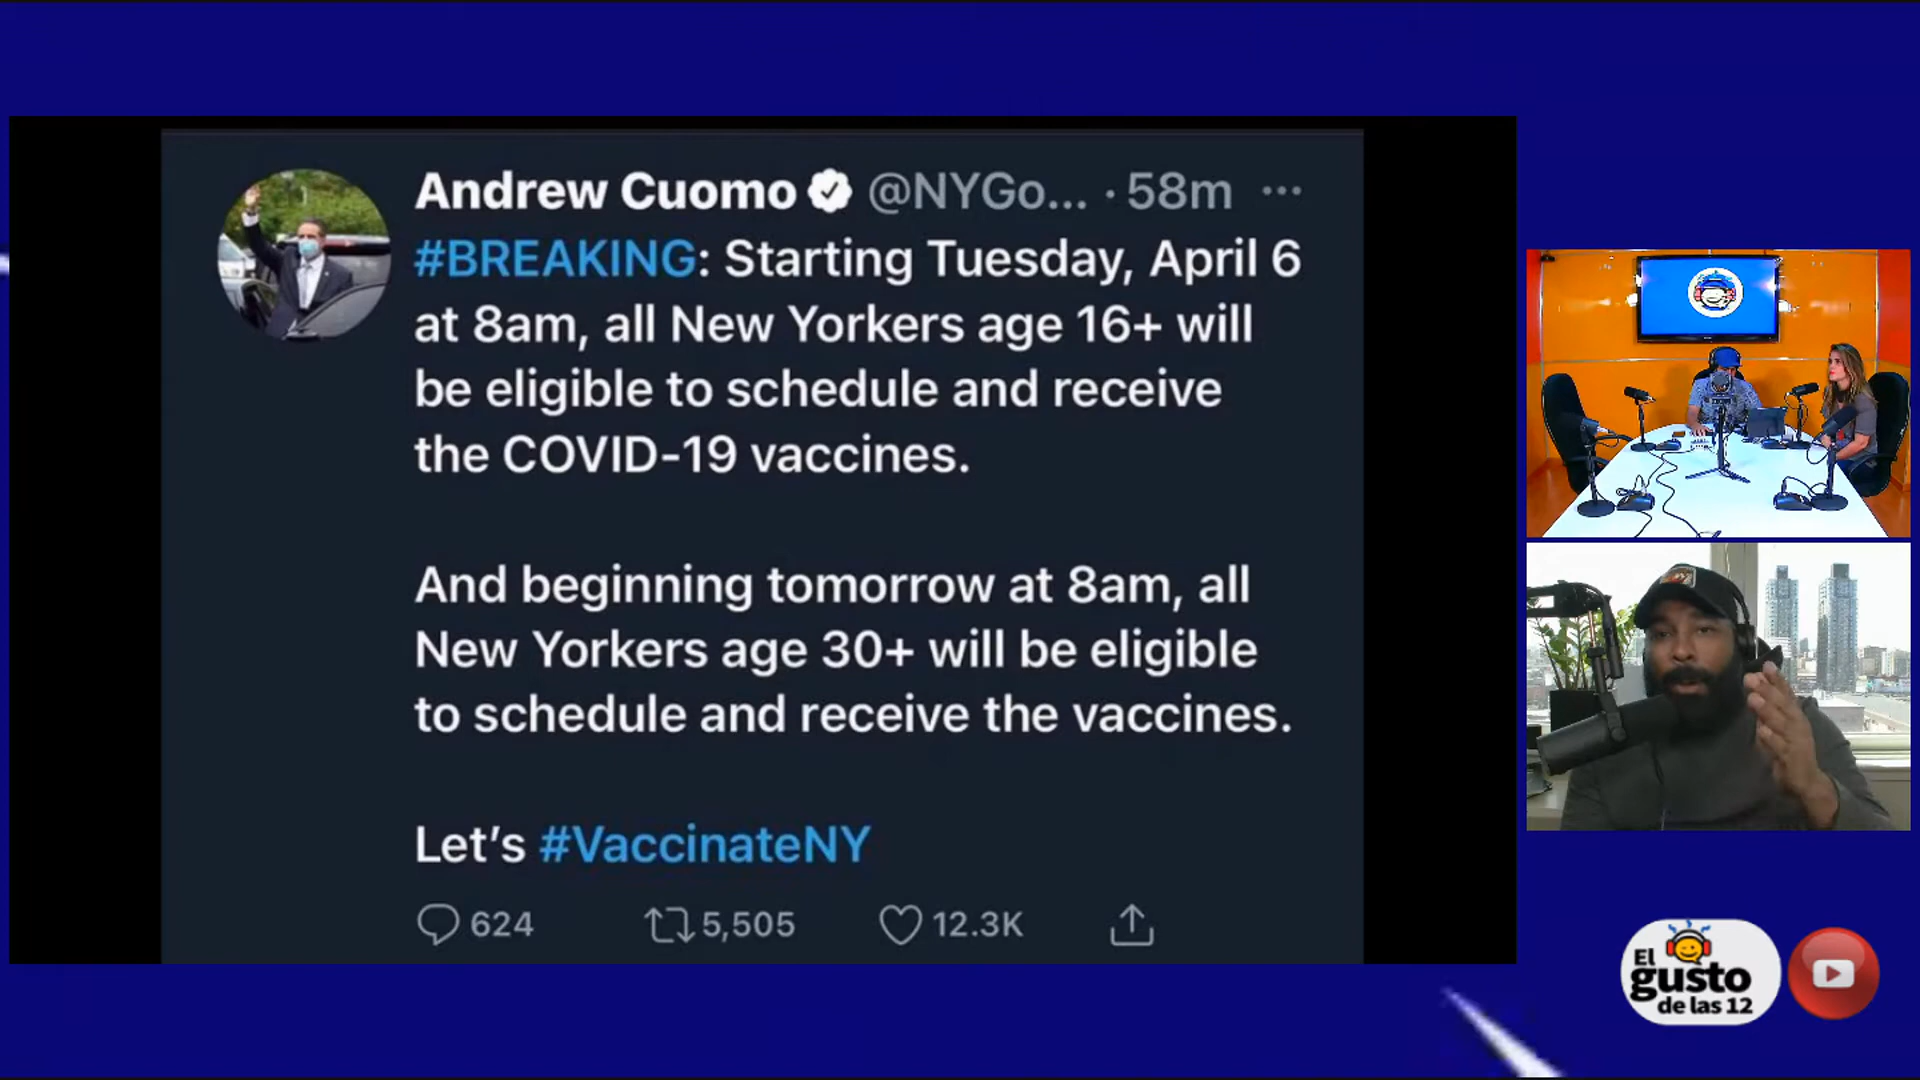 Andrew Cuomo @NYGo... · 58m ...
#BREAKING: Starting Tuesday, April 6
at 8am, all New Yorkers age 16+ will
be eligible to schedule and receive
the COVID-19 vaccines.
And beginning tomorrow at 8am, all
New Yorkers age 30+ will be eligible
to schedule and receive the vaccines.
Let's #VaccinateNY
624 5,505 12.3K
El
gusto
de las 12